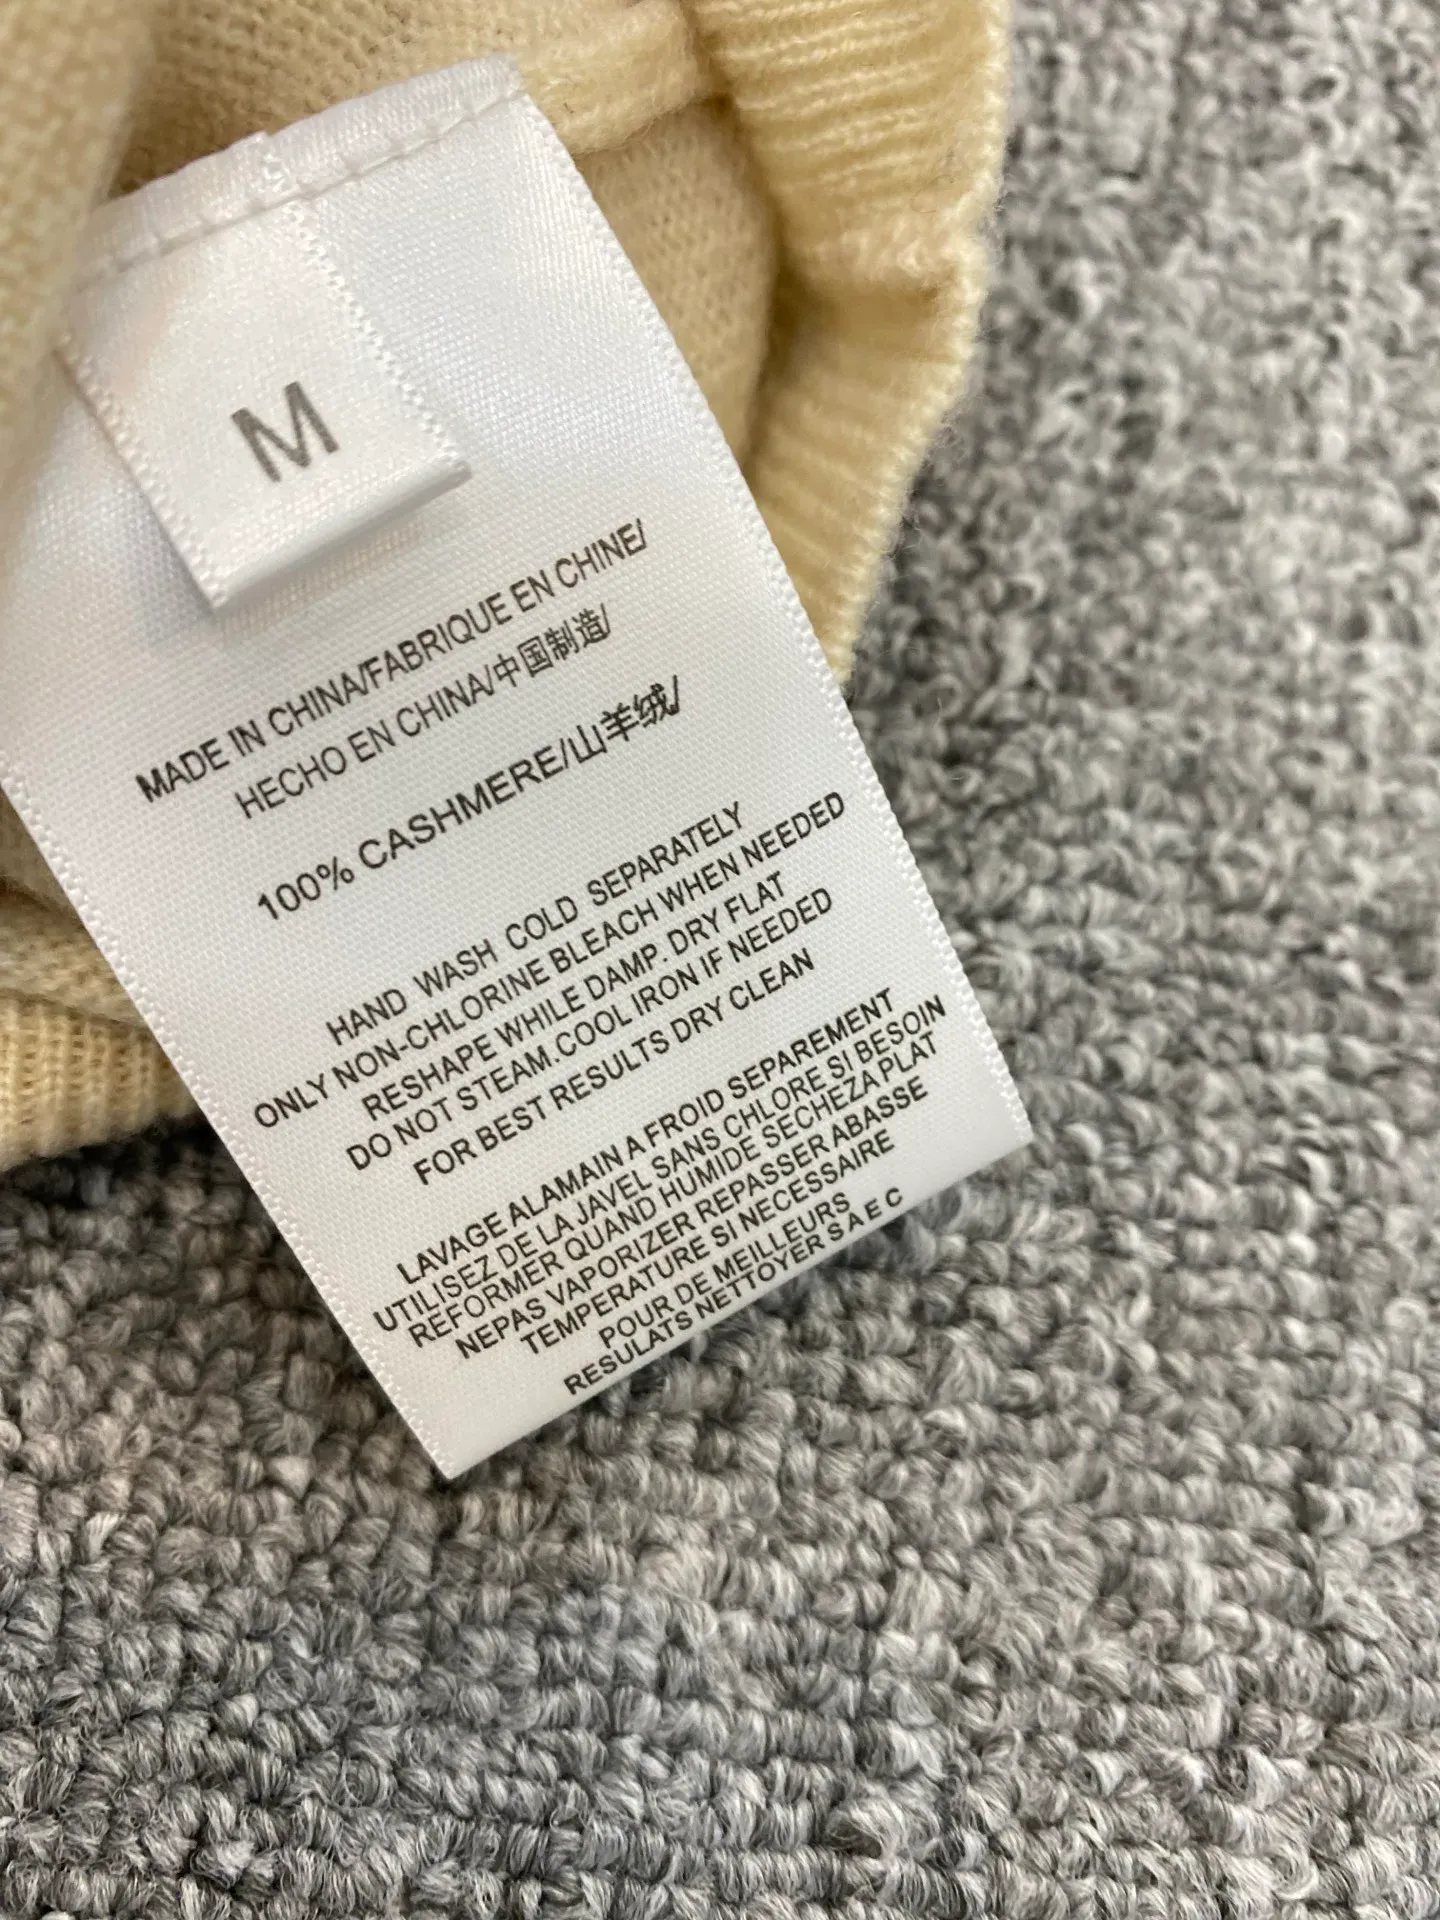 M
MADE IN CHINA/FABRIQUE EN CHINE/
HECHO EN CHINA/中国制造/
100% CASHMERE/山羊绒/
HAND WASH COLD SEPARATELY
ONLY NON-CHLORINE BLEACH WHEN NEEDED
RESHAPE WHILE DAMP. DRY FLAT
DO NOT STEAM.COOL IRON IF NEEDED
FOR BEST RESULTS DRY CLEAN
LAVAGE ALAMAIN A FROID SEPAREMENT
UTILISEZ DE LA JAVEL SANS CHLORE SI BESOIN
REFORMER QUAND HUMIDE SECHEZA PLAT
NEPAS VAPORIZER REPASSER ABASSE
TEMPERATURE SI NECESSAIRE
POUR DE MEILLEURS
RESULATS NETTOYER S A E C